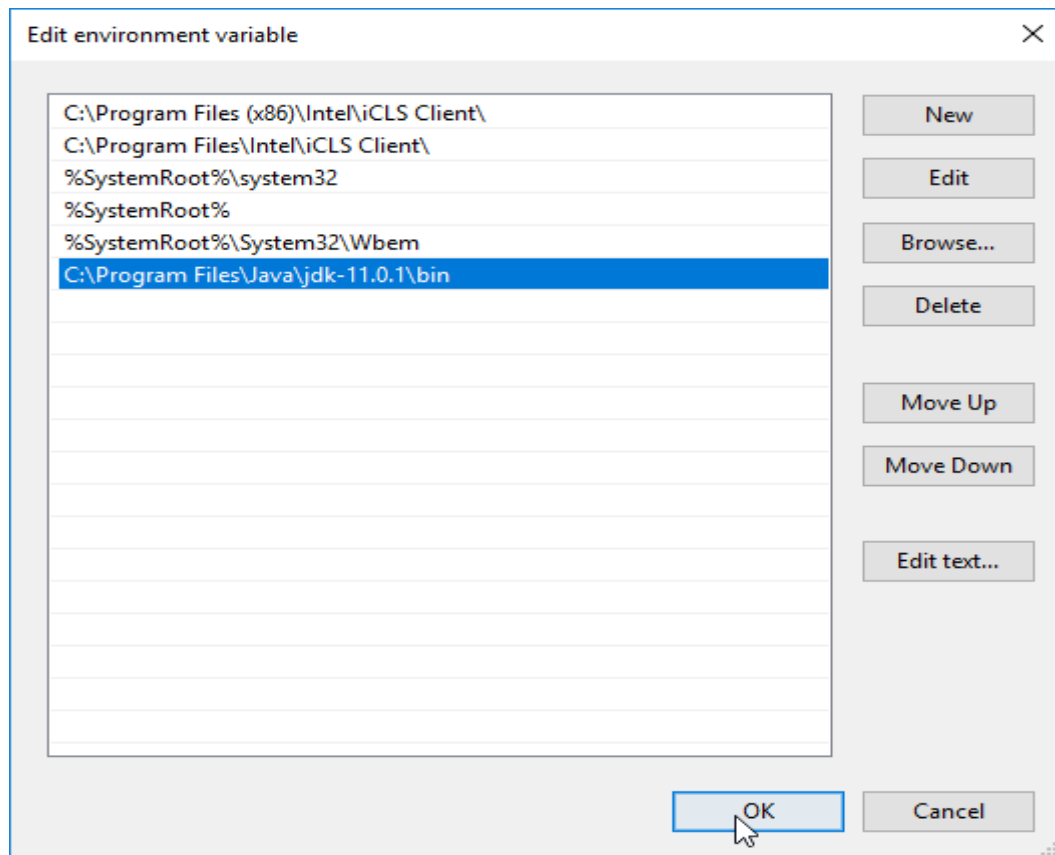 Edit environment variable
C:\Program Files (x86)\Intel\iCLS Client\
C:\Program Files\Intel\iCLS Client\
%SystemRoot%\system32
%SystemRoot%
%SystemRoot%\System32\Wbem
C:\Program Files\Java\jdk-11.0.1\bin
New
Edit
Browse...
Delete
Move Up
Move Down
Edit text...
OK
Cancel